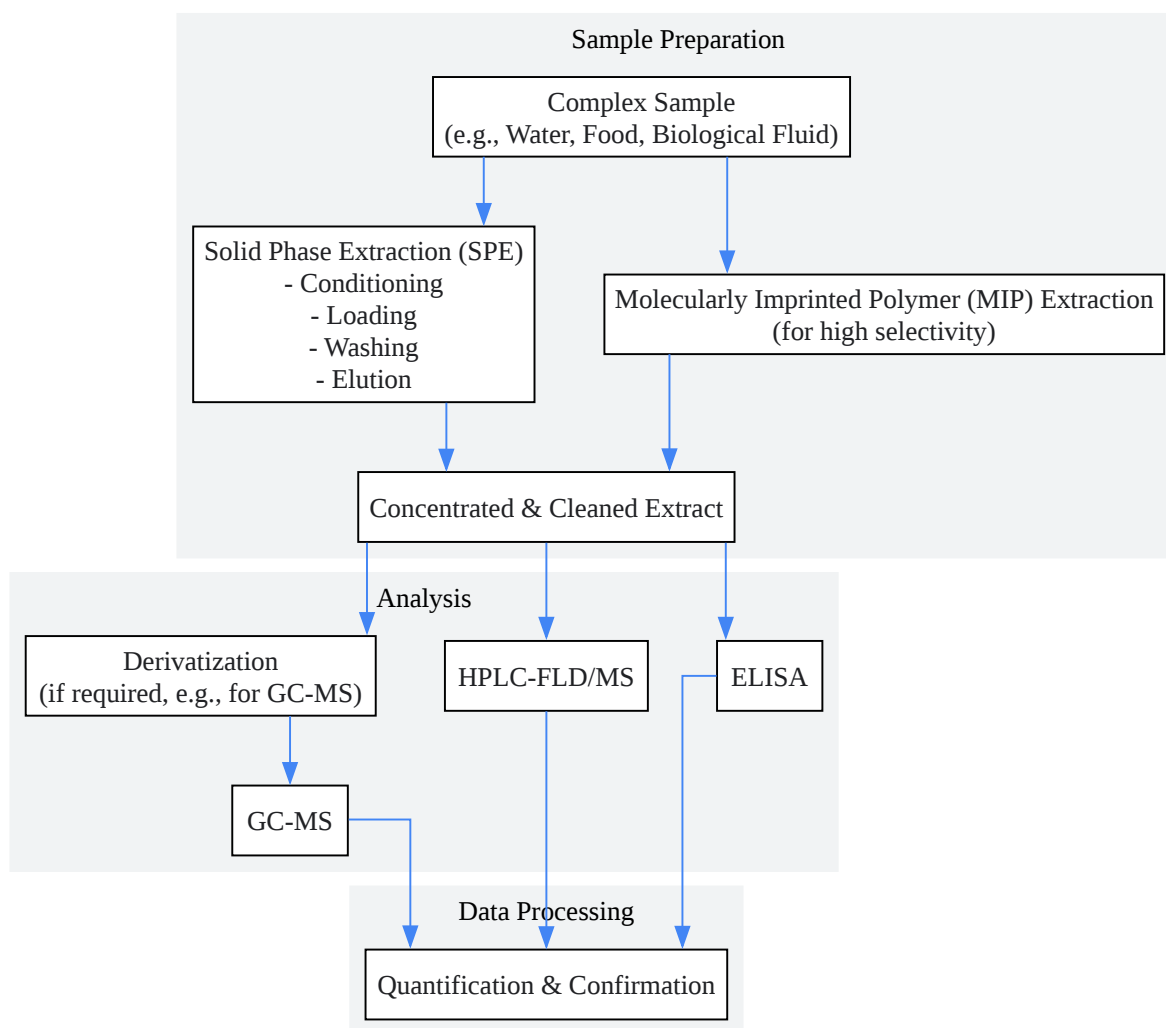 Sample Preparation
Complex Sample
(e.g., Water, Food, Biological Fluid)
Solid Phase Extraction (SPE)
- Conditioning
- Loading
- Washing
- Elution
Molecularly Imprinted Polymer (MIP) Extraction
(for high selectivity)
Concentrated & Cleaned Extract
Analysis
Derivatization
(if required, e.g., for GC-MS)
HPLC-FLD/MS
ELISA
GC-MS
Data Processing
Quantification & Confirmation